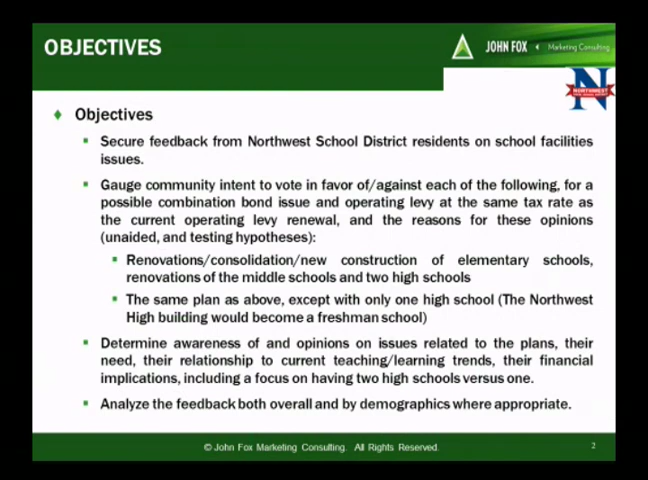 OBJECTIVES
JOHN FOX Marketing Consulting
N
NORTHWEST
Objectives
Secure feedback from Northwest School District residents on school facilities
issues.
Gauge community intent to vote in favor of/against each of the following, for a
possible combination bond issue and operating levy at the same tax rate as
the current operating levy renewal, and the reasons for these opinions
(unaided, and testing hypotheses):
Renovations/consolidation/new construction of elementary schools,
renovations of the middle schools and two high schools
The same plan as above, except with only one high school (The Northwest
High building would become a freshman school)
Determine awareness of and opinions on issues related to the plans, their
need, their relationship to current teaching/learning trends, their financial
implications, including a focus on having two high schools versus one.
Analyze the feedback both overall and by demographics where appropriate.
© John Fox Marketing Consulting. All Rights Reserved.
2